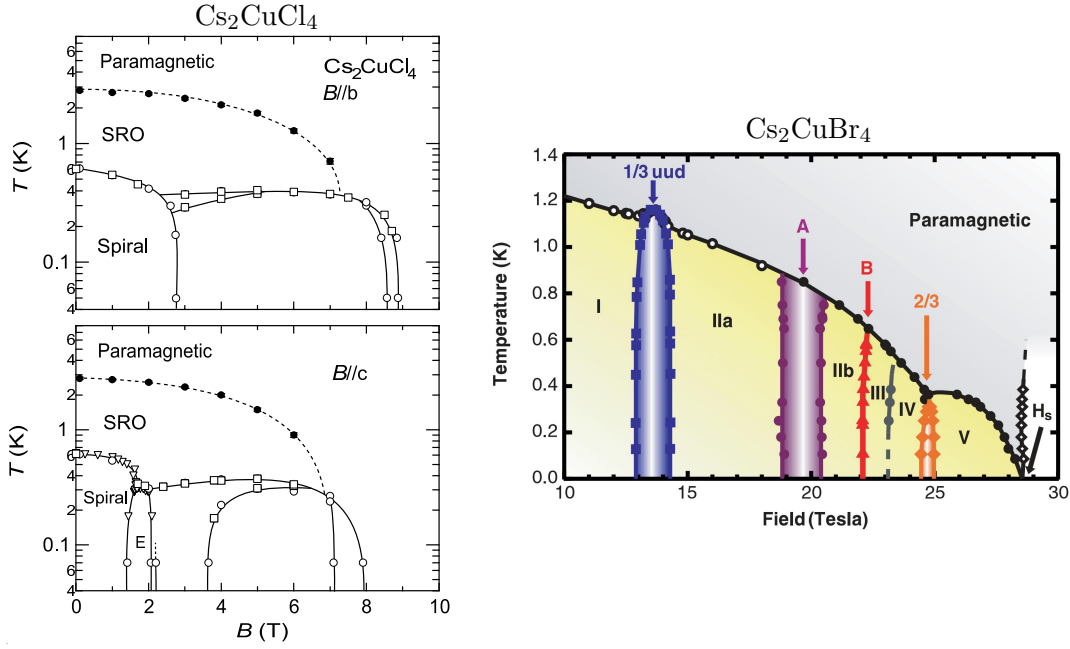 Cs₂CuCl₄
6
4
2
1
6
4
2
0.1
6
4
T (K)
Paramagnetic
Cs₂CuCl₄
B//b
SRO
Spiral
6
4
2
1
6
4
2
0.1
6
4
T (K)
Paramagnetic
B//c
SRO
Spiral
E
0 2 4 6 8 10
B (T)
Cs₂CuBr₄
1.4
1.2
1.0
0.8
0.6
0.4
0.2
0.0
Temperature (K)
1/3 uud
Paramagnetic
A
B
2/3
I
IIa
IIb
III
IV
V
Hs
10 15 20 25 30
Field (Tesla)